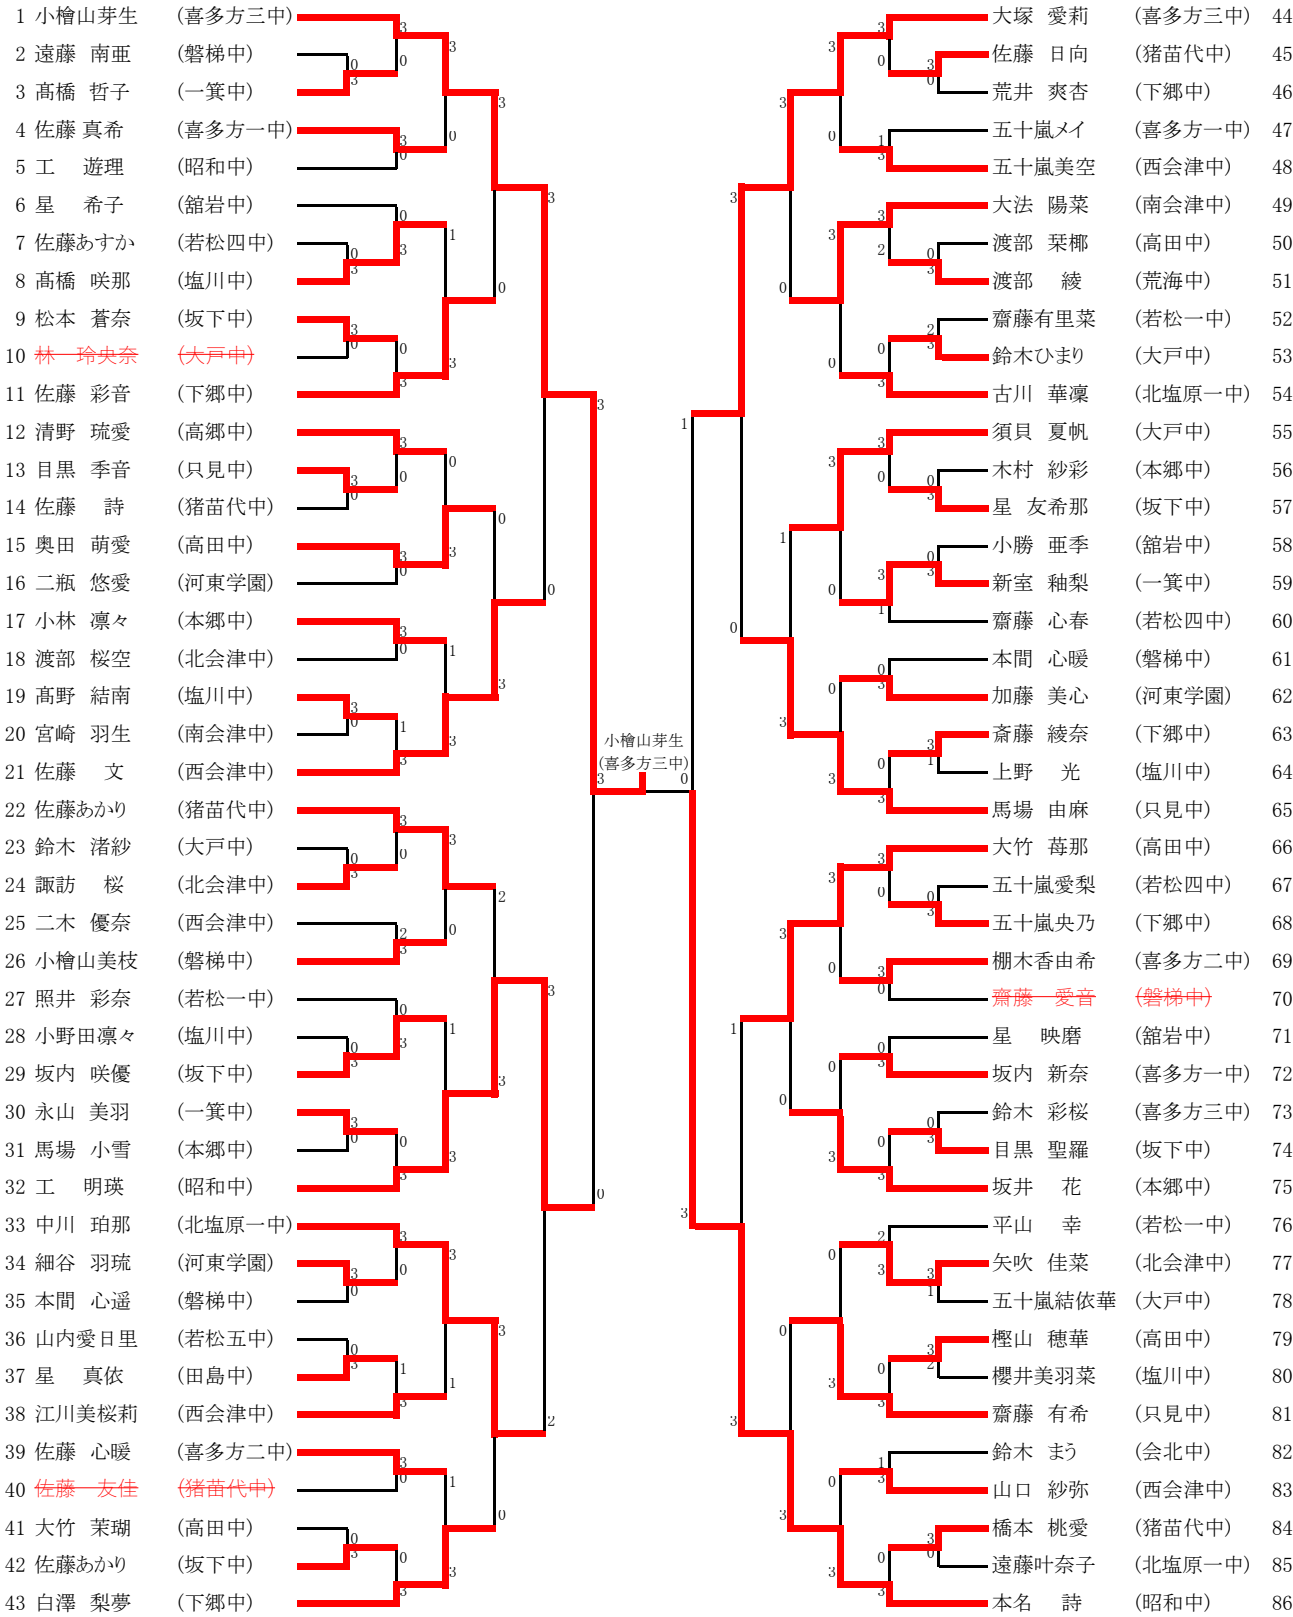 1 小檜山芽生 (喜多方三中)
2 遠藤 南亜 (磐梯中)
3 髙橋 哲子 (一箕中)
4 佐藤 真希 (喜多方一中)
5 工 遊理 (昭和中)
6 星 希子 (舘岩中)
7 佐藤あすか (若松四中)
8 髙橋 咲那 (塩川中)
9 松本 蒼奈 (坂下中)
10 林 玲央奈 (大戸中)
11 佐藤 彩音 (下郷中)
12 清野 琉愛 (高郷中)
13 目黒 季音 (只見中)
14 佐藤 詩 (猪苗代中)
15 奥田 萌愛 (高田中)
16 二瓶 悠愛 (河東学園)
17 小林 凛々 (本郷中)
18 渡部 桜空 (北会津中)
19 髙野 結南 (塩川中)
20 宮崎 羽生 (南会津中)
21 佐藤 文 (西会津中)
22 佐藤あかり (猪苗代中)
23 鈴木 渚紗 (大戸中)
24 諏訪 桜 (北会津中)
25 二木 優奈 (西会津中)
26 小檜山美枝 (磐梯中)
27 照井 彩奈 (若松一中)
28 小野田凛々 (塩川中)
29 坂内 咲優 (坂下中)
30 永山 美羽 (一箕中)
31 馬場 小雪 (本郷中)
32 工 明瑛 (昭和中)
33 中川 珀那 (北塩原一中)
34 細谷 羽琉 (河東学園)
35 本間 心遥 (磐梯中)
36 山内愛日里 (若松五中)
37 星 真依 (田島中)
38 江川美桜莉 (西会津中)
39 佐藤 心暖 (喜多方二中)
40 佐藤 友佳 (猪苗代中)
41 大竹 茉瑚 (高田中)
42 佐藤あかり (坂下中)
43 白澤 梨夢 (下郷中)
小檜山芽生
(喜多方三中)
3 0
大塚 愛莉 (喜多方三中) 44
佐藤 日向 (猪苗代中) 45
荒井 爽杏 (下郷中) 46
五十嵐メイ (喜多方一中) 47
五十嵐美空 (西会津中) 48
大法 陽菜 (南会津中) 49
渡部 栞椰 (高田中) 50
渡部 綾 (荒海中) 51
齋藤有里菜 (若松一中) 52
鈴木ひまり (大戸中) 53
古川 華凜 (北塩原一中) 54
須貝 夏帆 (大戸中) 55
木村 紗彩 (本郷中) 56
星 友希那 (坂下中) 57
小勝 亜季 (舘岩中) 58
新室 釉梨 (一箕中) 59
齋藤 心春 (若松四中) 60
本間 心暖 (磐梯中) 61
加藤 美心 (河東学園) 62
斎藤 綾奈 (下郷中) 63
上野 光 (塩川中) 64
馬場 由麻 (只見中) 65
大竹 苺那 (高田中) 66
五十嵐愛梨 (若松四中) 67
五十嵐央乃 (下郷中) 68
棚木香由希 (喜多方二中) 69
齋藤 愛音 (磐梯中) 70
星 映磨 (舘岩中) 71
坂内 新奈 (喜多方一中) 72
鈴木 彩桜 (喜多方三中) 73
目黒 聖羅 (坂下中) 74
坂井 花 (本郷中) 75
平山 幸 (若松一中) 76
矢吹 佳菜 (北会津中) 77
五十嵐結依華 (大戸中) 78
樫山 穂華 (高田中) 79
櫻井美羽菜 (塩川中) 80
齋藤 有希 (只見中) 81
鈴木 まう (会北中) 82
山口 紗弥 (西会津中) 83
橋本 桃愛 (猪苗代中) 84
遠藤叶奈子 (北塩原一中) 85
本名 詩 (昭和中) 86